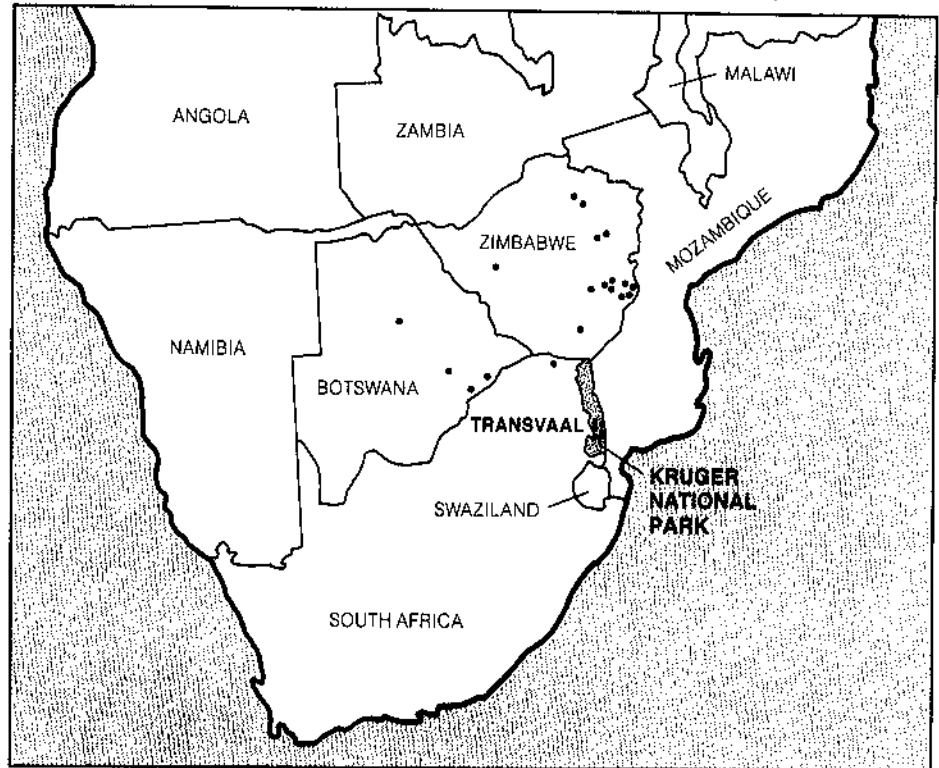 MALAWI
ANGOLA
ZAMBIA
MOZAMBIQUE
ZIMBABWE
NAMIBIA
BOTSWANA
TRANSVAAL
KRUGER
NATIONAL
PARK
SWAZILAND
SOUTH AFRICA